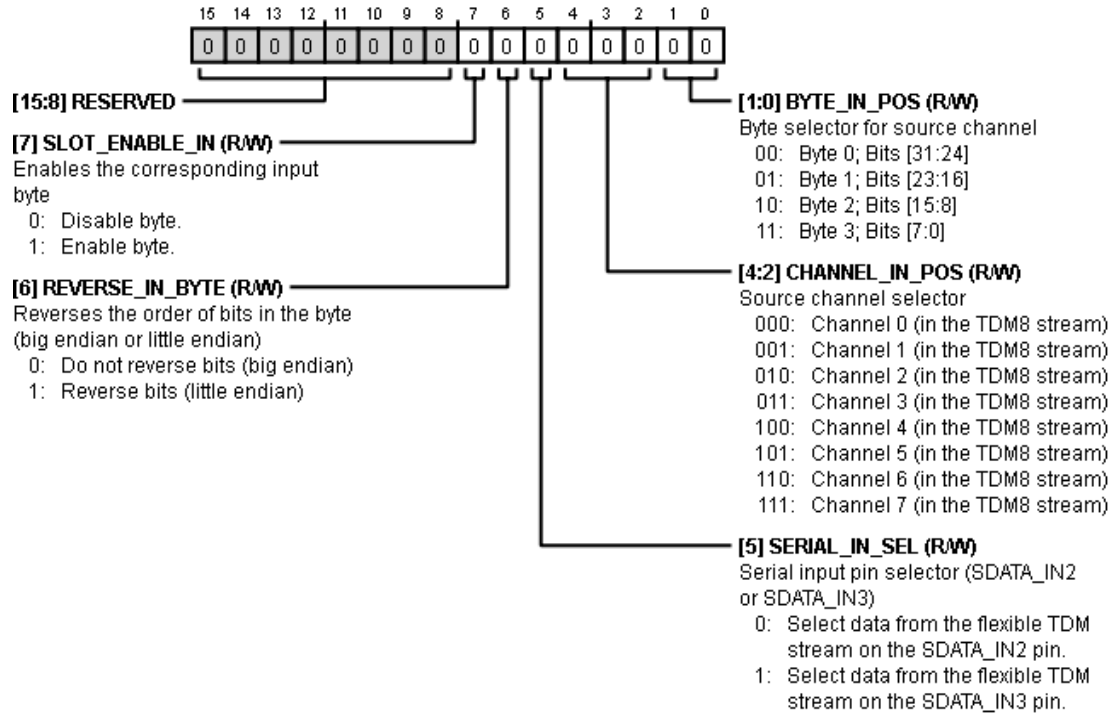 15 14 13 12 11 10 9 8 7 6 5 4 3 2 1 0
0 0 0 0 0 0 0 0 0 0 0 0 0 0 0 0
[15:8] RESERVED
[7] SLOT_ENABLE_IN (R/W)
Enables the corresponding input
byte
0: Disable byte.
1: Enable byte.
[6] REVERSE_IN_BYTE (R/W)
Reverses the order of bits in the byte
(big endian or little endian)
0: Do not reverse bits (big endian)
1: Reverse bits (little endian)
[1:0] BYTE_IN_POS (R/W)
Byte selector for source channel
00: Byte 0; Bits [31:24]
01: Byte 1; Bits [23:16]
10: Byte 2; Bits [15:8]
11: Byte 3; Bits [7:0]
[4:2] CHANNEL_IN_POS (R/W)
Source channel selector
000: Channel 0 (in the TDM8 stream)
001: Channel 1 (in the TDM8 stream)
010: Channel 2 (in the TDM8 stream)
011: Channel 3 (in the TDM8 stream)
100: Channel 4 (in the TDM8 stream)
101: Channel 5 (in the TDM8 stream)
110: Channel 6 (in the TDM8 stream)
111: Channel 7 (in the TDM8 stream)
[5] SERIAL_IN_SEL (R/W)
Serial input pin selector (SDATA_IN2
or SDATA_IN3)
0: Select data from the flexible TDM
stream on the SDATA_IN2 pin.
1: Select data from the flexible TDM
stream on the SDATA_IN3 pin.